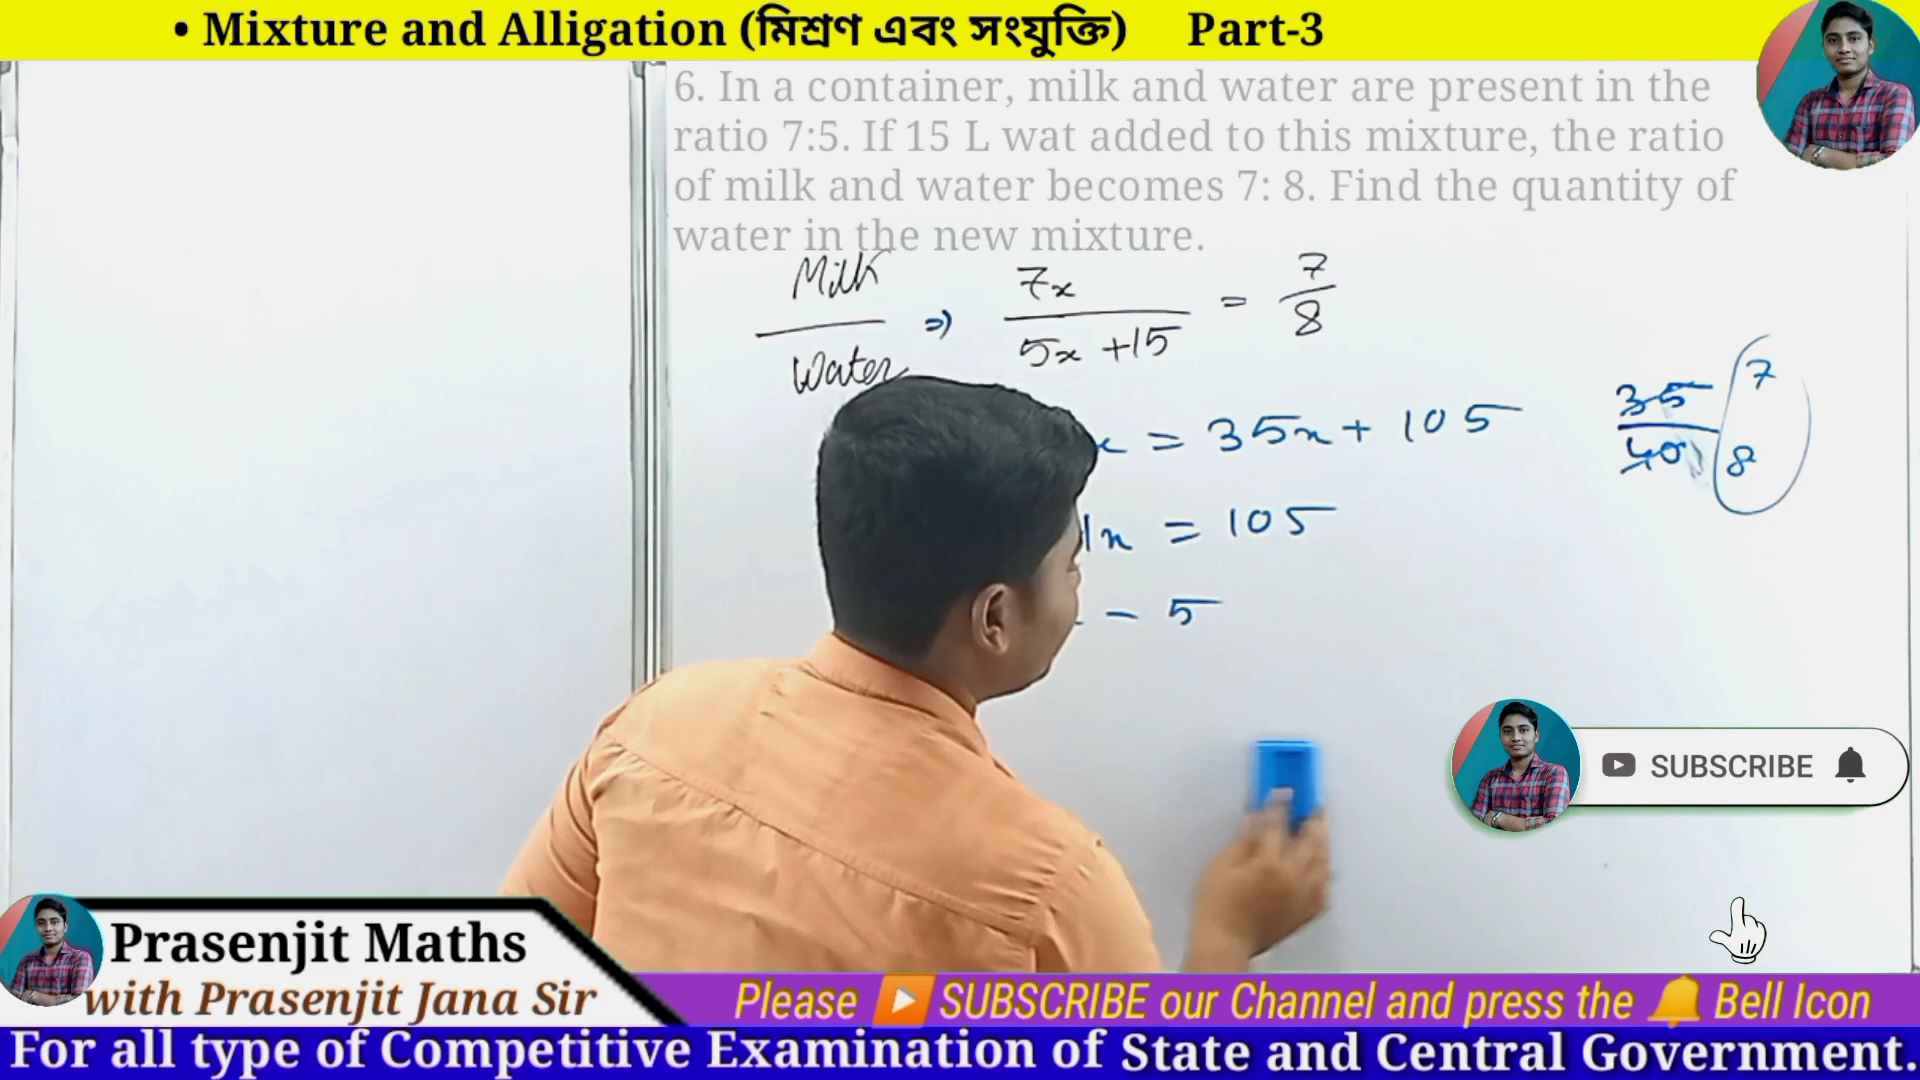 • Mixture and Alligation (মিশ্রণ এবং সংযুক্তি) Part-3
6. In a container, milk and water are present in the
ratio 7:5. If 15 L wat added to this mixture, the ratio
of milk and water becomes 7: 8. Find the quantity of
water in the new mixture.
Milk / Water => 7x / 5x +15 = 7 / 8
x = 35x + 105
35 / 40
7
8
1x = 105
- 5
SUBSCRIBE
Prasenjit Maths
with Prasenjit Jana Sir
Please SUBSCRIBE our Channel and press the Bell Icon
For all type of Competitive Examination of State and Central Government.